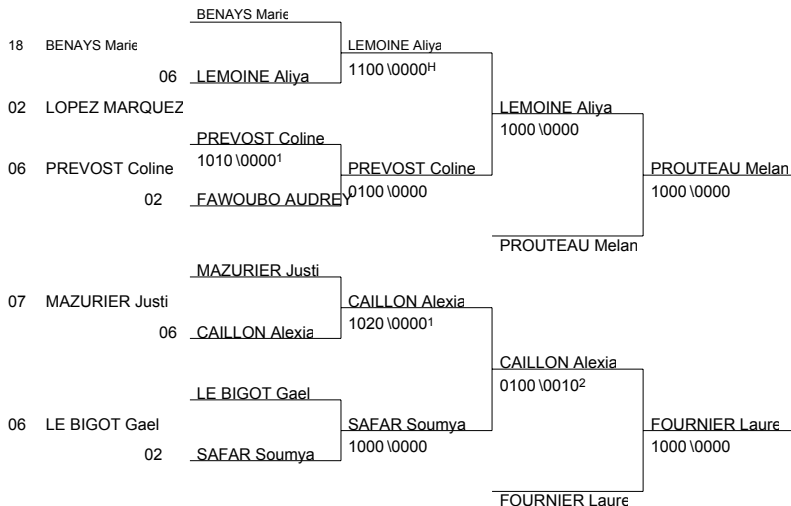 BENAYS Marie
18 BENAYS Marie
LEMOINE Aliya
06 LEMOINE Aliya
1100 \0000H
02 LOPEZ MARQUEZ
LEMOINE Aliya
1000 \0000
PREVOST Coline
1010 \00001
06 PREVOST Coline
PREVOST Coline
0100 \0000
PROUTEAU Melan
1000 \0000
02 FAWOUBO AUDREY
PROUTEAU Melan
MAZURIER Justi
07 MAZURIER Justi
CAILLON Alexia
1020 \00001
06 CAILLON Alexia
CAILLON Alexia
0100 \00102
LE BIGOT Gael
06 LE BIGOT Gael
SAFAR Soumya
1000 \0000
FOURNIER Laure
1000 \0000
02 SAFAR Soumya
FOURNIER Laure